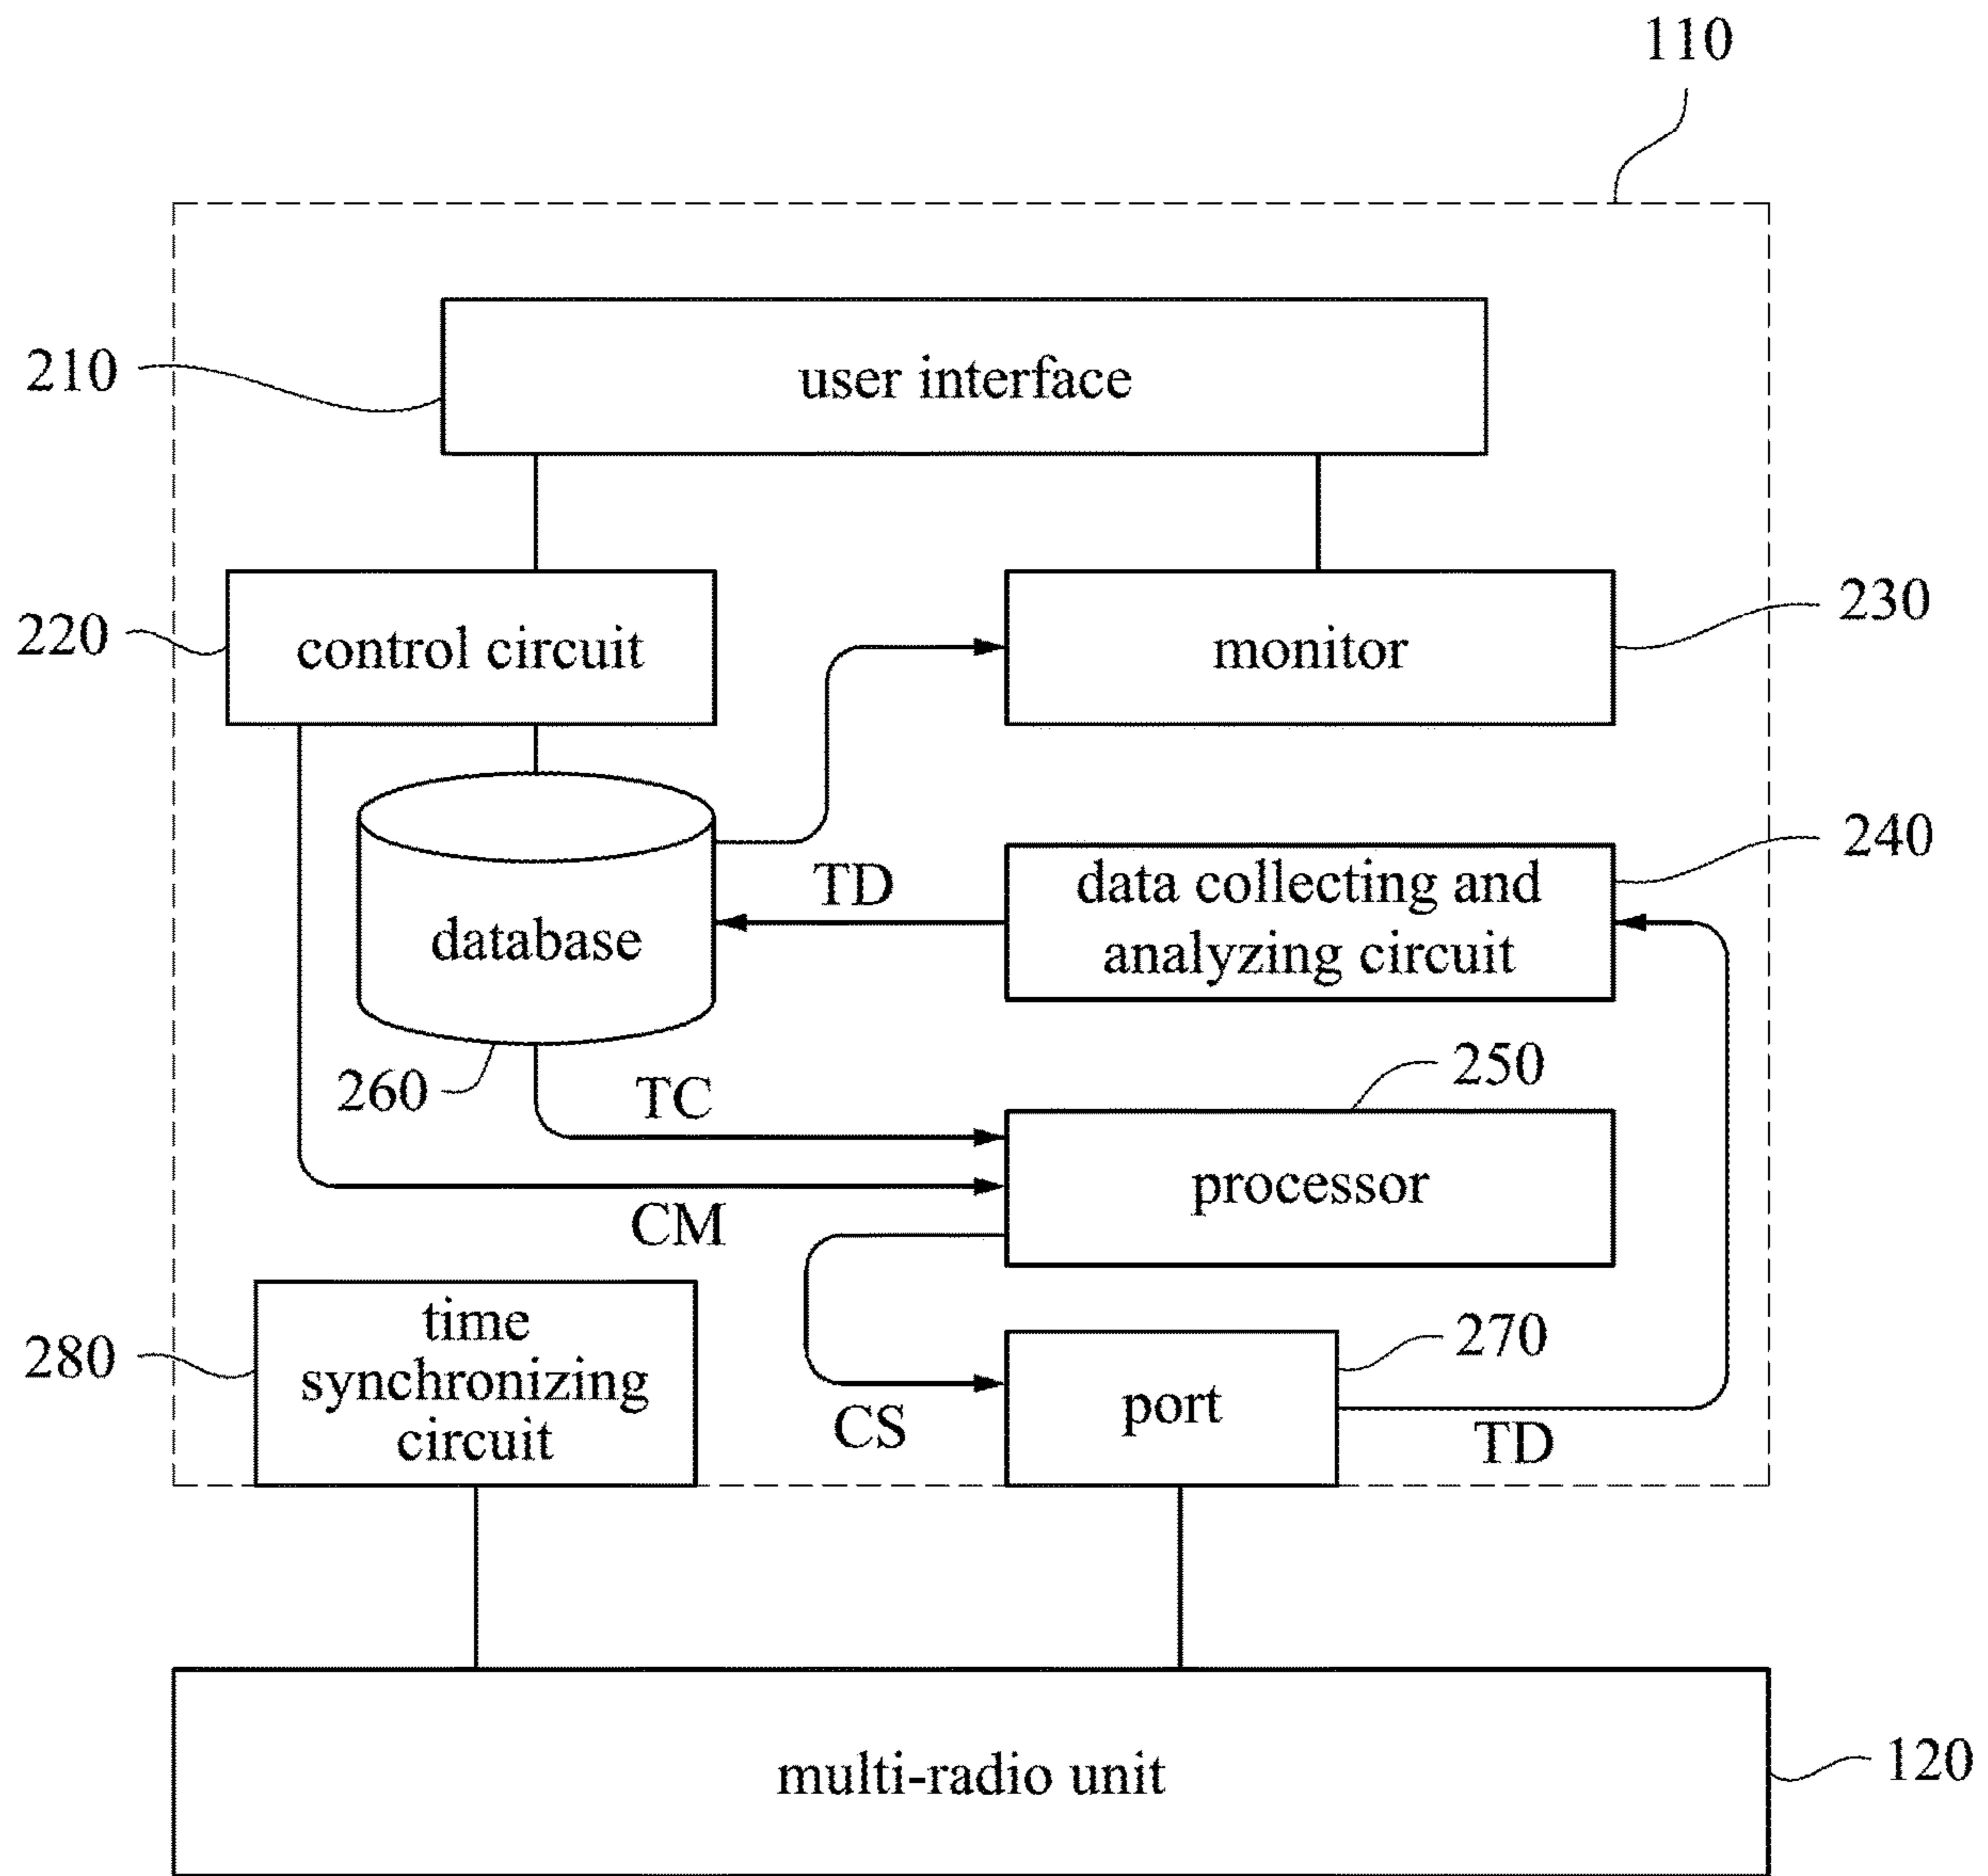 110
210
user interface
220
control circuit
230
monitor
240
TD
data collecting and
analyzing circuit
database
260
TC
250
processor
CM
280
time
synchronizing
circuit
270
CS
port
TD
multi-radio unit
120